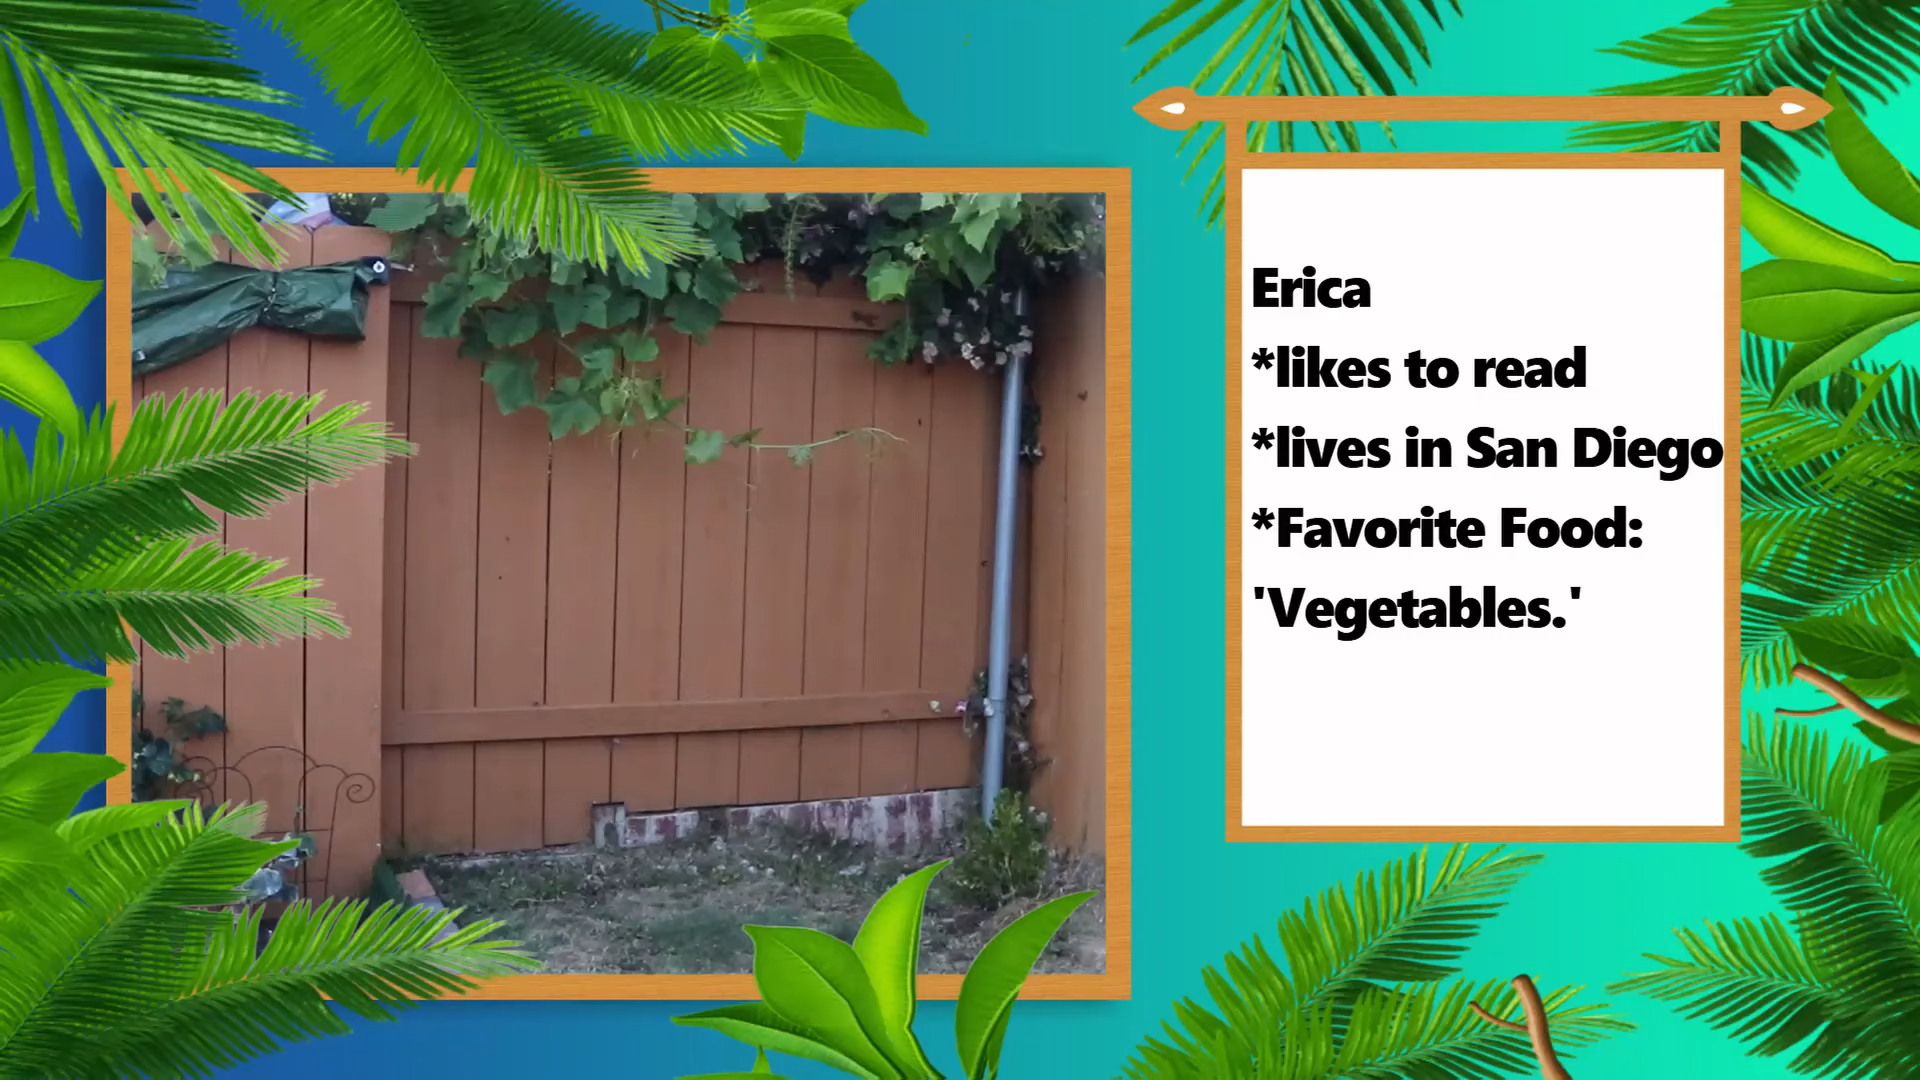 Erica
*likes to read
*lives in San Diego
*Favorite Food:
'Vegetables.'